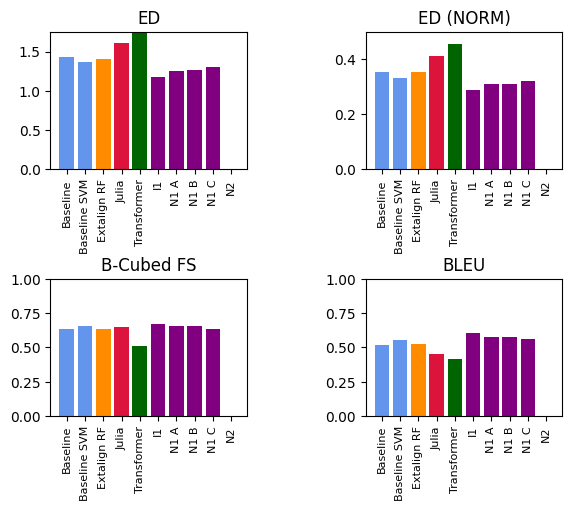 ED
1.5
1.0
0.5
0.0
Baseline
Baseline SVM
Extalign RF
Julia
Transformer
I1
N1 A
N1 B
N1 C
N2
ED (NORM)
0.4
0.2
0.0
Baseline
Baseline SVM
Extalign RF
Julia
Transformer
I1
N1 A
N1 B
N1 C
N2
B-Cubed FS
1.00
0.75
0.50
0.25
0.00
Baseline
Baseline SVM
Extalign RF
Julia
Transformer
I1
N1 A
N1 B
N1 C
N2
BLEU
1.00
0.75
0.50
0.25
0.00
Baseline
Baseline SVM
Extalign RF
Julia
Transformer
I1
N1 A
N1 B
N1 C
N2